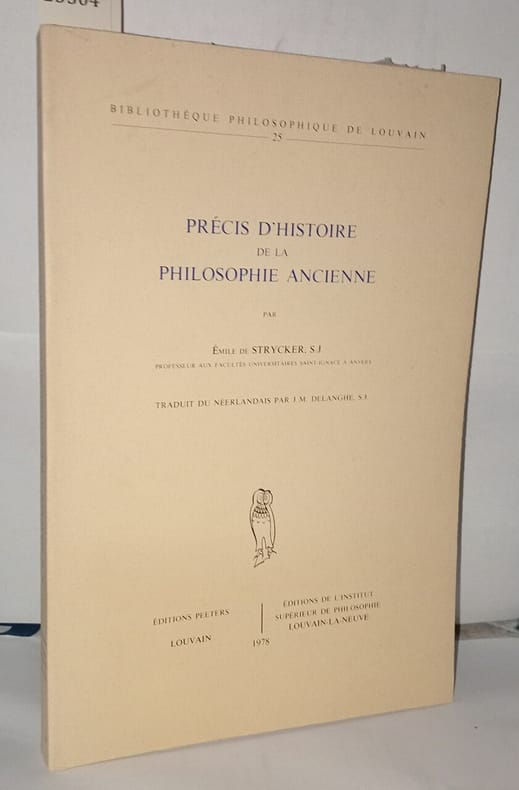 BIBLIOTHÈQUE PHILOSOPHIQUE DE LOUVAIN
25
PRÉCIS D'HISTOIRE
DE LA
PHILOSOPHIE ANCIENNE
PAR
ÉMILE DE STRYCKER, S.J.
PROFESSEUR AUX FACULTÉS UNIVERSITAIRES SAINT-IGNACE À ANVERS
TRADUIT DU NÉERLANDAIS PAR J.M. DELANGHE, S.J.
ÉDITIONS PEETERS
LOUVAIN
1978
ÉDITIONS DE L'INSTITUT
SUPÉRIEUR DE PHILOSOPHIE
LOUVAIN-LA-NEUVE